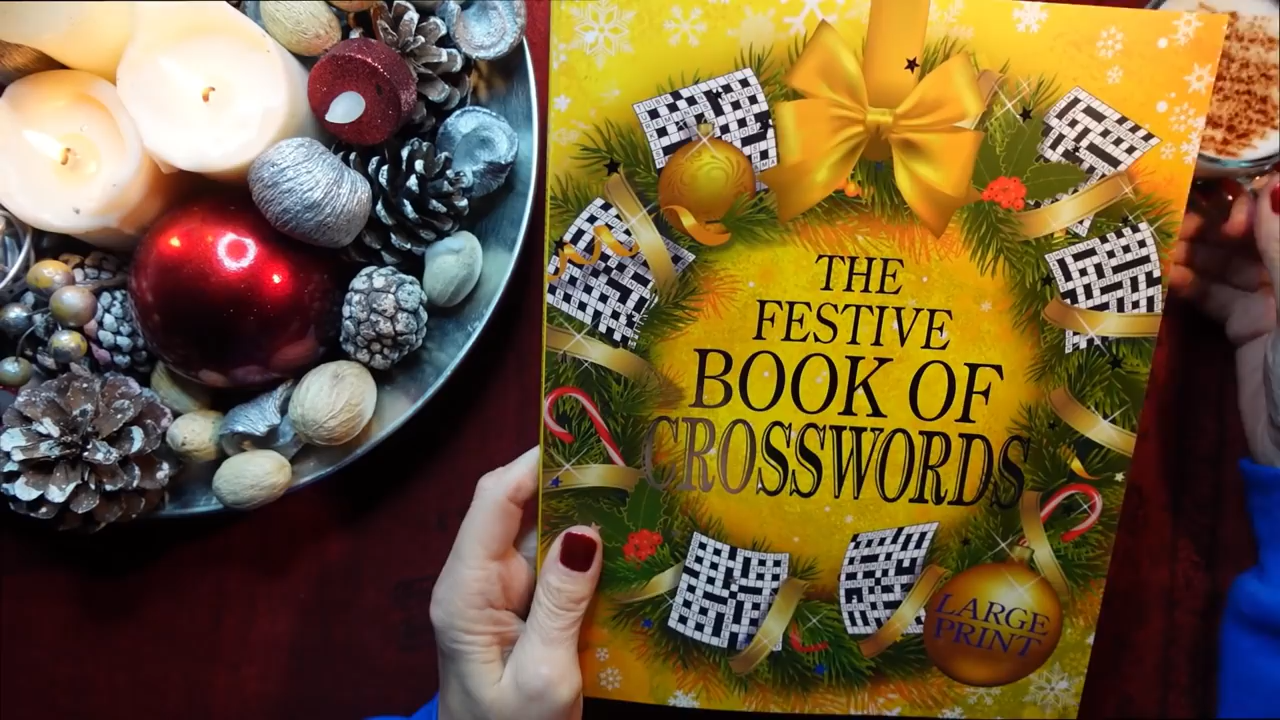 THE
FESTIVE
BOOK OF
CROSSWORDS
LARGE
PRINT